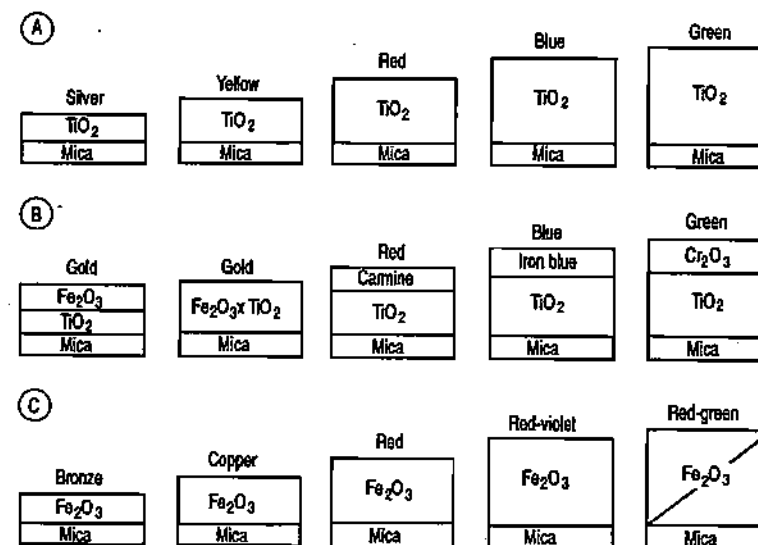 A
Silver
TiO₂
Mica
Yellow
TiO₂
Mica
Red
TiO₂
Mica
Blue
TiO₂
Mica
Green
TiO₂
Mica
B
Gold
Fe₂O₃
TiO₂
Mica
Gold
Fe₂O₃x TiO₂
Mica
Red
Carmine
TiO₂
Mica
Blue
Iron blue
TiO₂
Mica
Green
Cr₂O₃
TiO₂
Mica
C
Bronze
Fe₂O₃
Mica
Copper
Fe₂O₃
Mica
Red
Fe₂O₃
Mica
Red-violet
Fe₂O₃
Mica
Red-green
Fe₂O₃
Mica